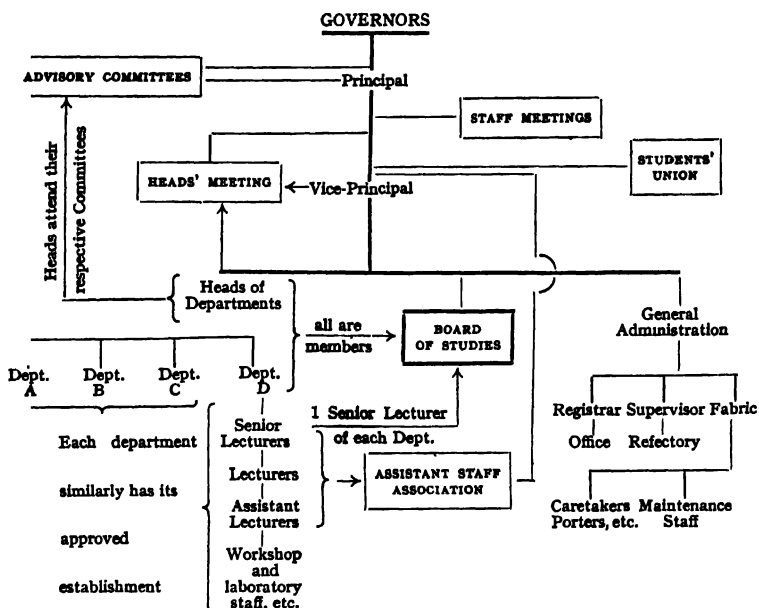 GOVERNORS
ADVISORY COMMITTEES
Principal
STAFF MEETINGS
STUDENTS'
UNION
HEADS' MEETING
Vice-Principal
Heads attend their
respective Committees
Heads of
Departments
all are
members
BOARD
OF STUDIES
General
Administration
Dept.
A
Dept.
B
Dept.
C
Dept.
D
Registrar Supervisor Fabric
Office Refectory
1 Senior Lecturer
of each Dept.
Senior
Lecturers
Each department
Lecturers
ASSISTANT STAFF
ASSOCIATION
similarly has its
Assistant
Lecturers
Caretakers
Porters, etc.
Maintenance
Staff
approved
Workshop
and
laboratory
staff, etc.
establishment